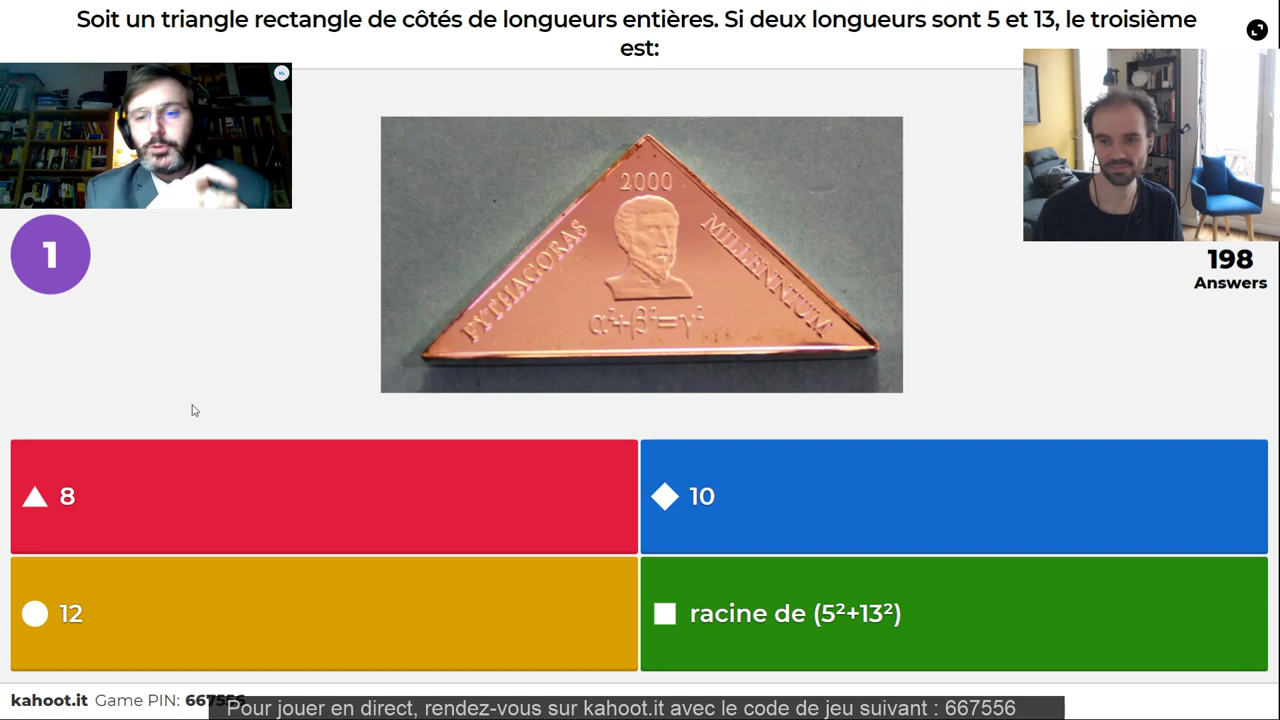 Soit un triangle rectangle de côtés de longueurs entières. Si deux longueurs sont 5 et 13, le troisième
est:
1
198
Answers
2000
PYTHAGORAS
MILLENNIUM
α²+β²=γ²
8
10
12
racine de (5²+13²)
kahoot.it Game PIN: 667556
Pour jouer en direct, rendez-vous sur kahoot.it avec le code de jeu suivant : 667556